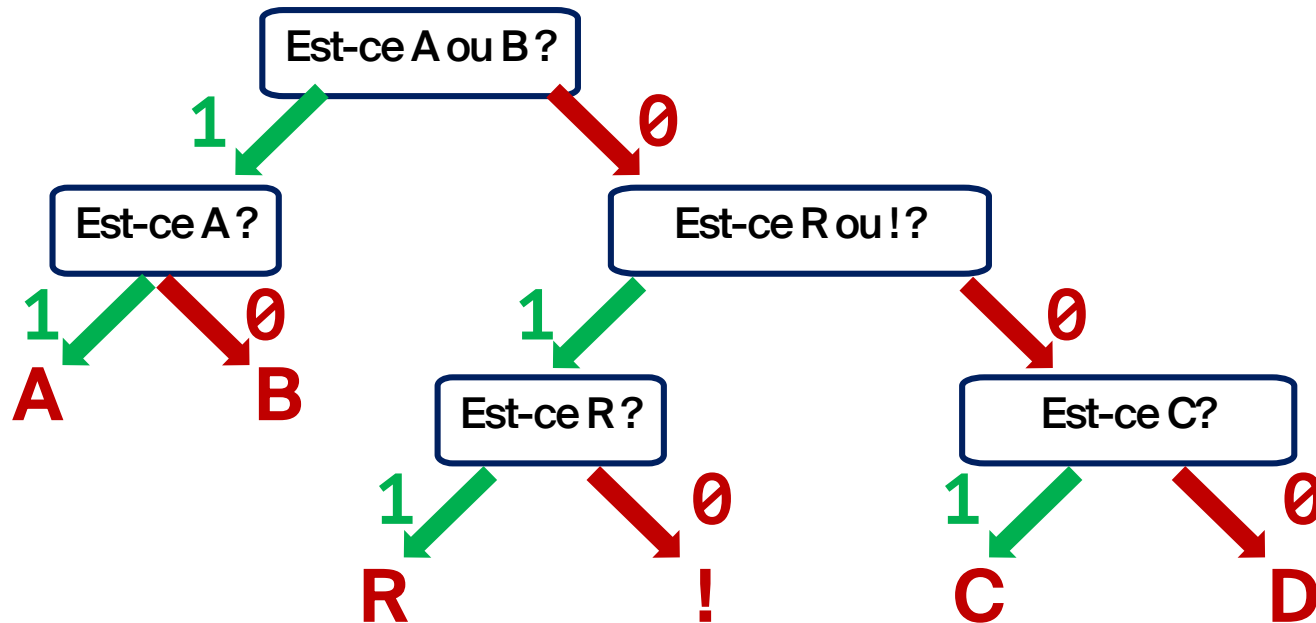 Est-ce A ou B ?
1 0
Est-ce A ? Est-ce R ou ! ?
1 0 1 0
A B Est-ce R ? Est-ce C?
1 0 1 0
R ! C D